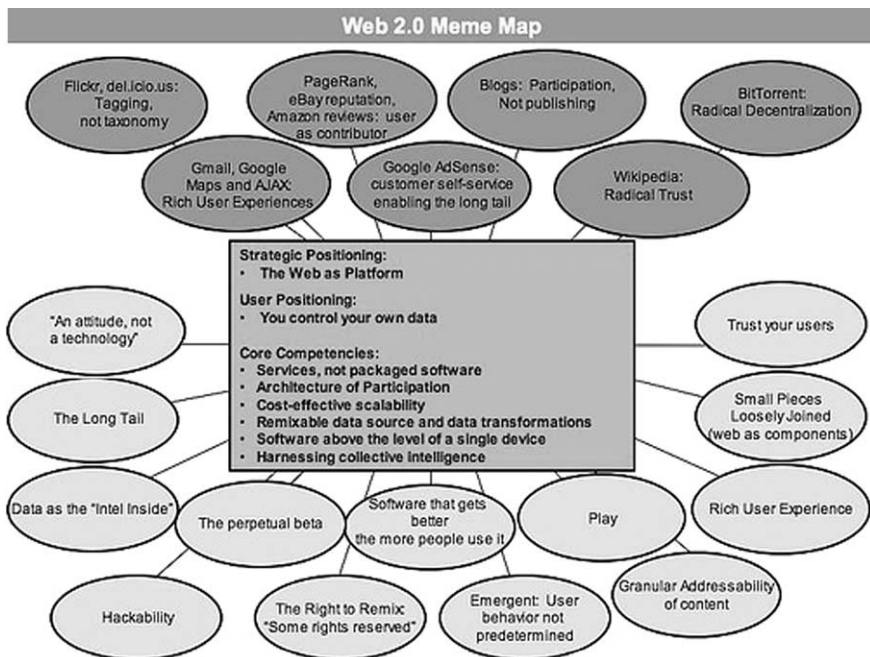 Web 2.0 Meme Map
Flickr, del.icio.us:
Tagging,
not taxonomy
PageRank,
eBay reputation,
Amazon reviews: user
as contributor
Blogs: Participation,
Not publishing
BitTorrent:
Radical Decentralization
Gmail, Google
Maps and AJAX:
Rich User Experiences
Google AdSense:
customer self-service
enabling the long tail
Wikipedia:
Radical Trust
Strategic Positioning:
• The Web as Platform
User Positioning:
• You control your own data
Core Competencies:
• Services, not packaged software
• Architecture of Participation
• Cost-effective scalability
• Remixable data source and data transformations
• Software above the level of a single device
• Harnessing collective intelligence
"An attitude, not
a technology"
Trust your users
The Long Tail
Small Pieces
Loosely Joined
(web as components)
Data as the "Intel Inside"
The perpetual beta
Software that gets
better
the more people use it
Play
Rich User Experience
Hackability
The Right to Remix:
"Some rights reserved"
Emergent: User
behavior not
predetermined
Granular Addressability
of content